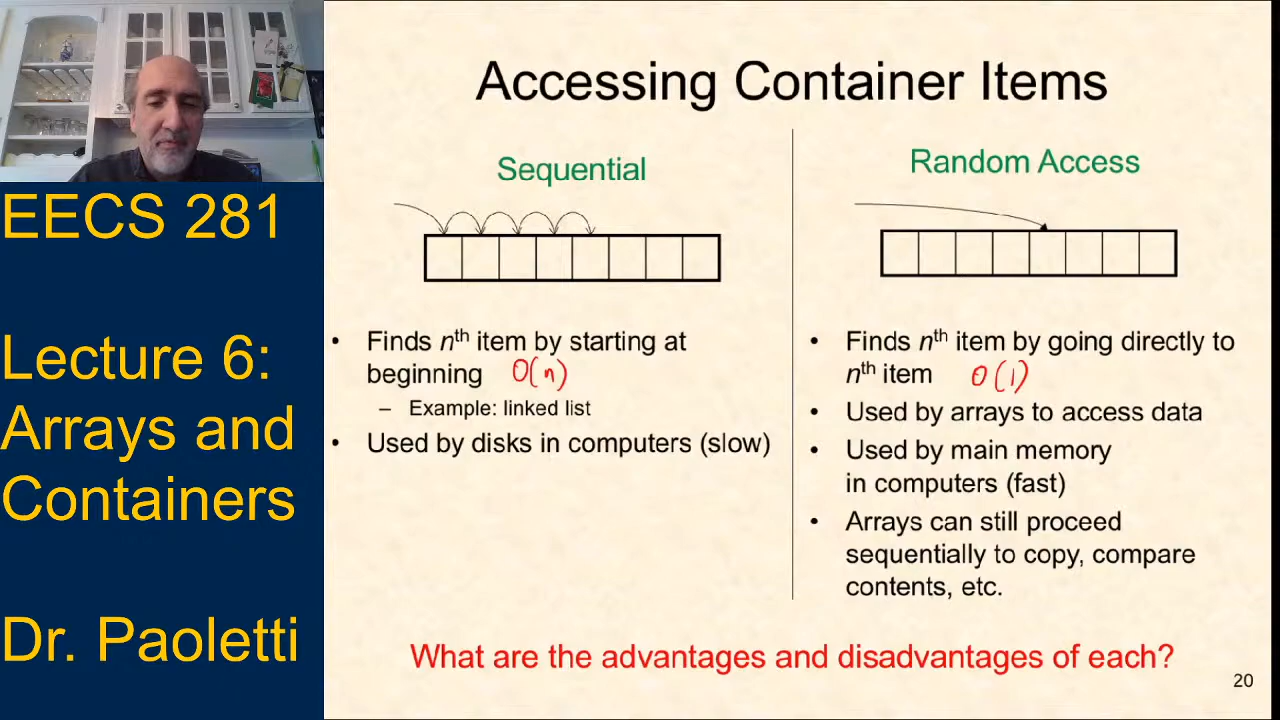 EECS 281
Lecture 6:
Arrays and
Containers
Dr. Paoletti
Accessing Container Items
Sequential
• Finds nth item by starting at
beginning O(n)
– Example: linked list
• Used by disks in computers (slow)
Random Access
• Finds nth item by going directly to
nth item O(1)
• Used by arrays to access data
• Used by main memory
in computers (fast)
• Arrays can still proceed
sequentially to copy, compare
contents, etc.
What are the advantages and disadvantages of each?
20